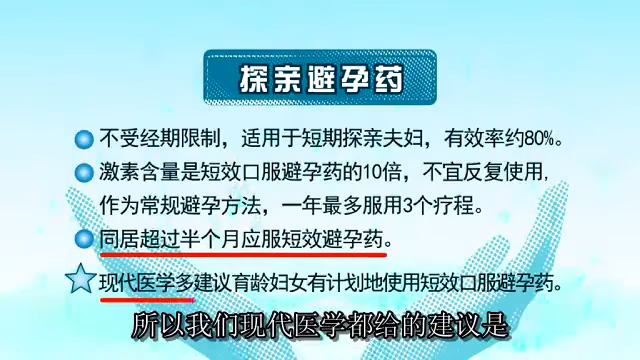 探亲避孕药
不受经期限制，适用于短期探亲夫妇，有效率约80%。
激素含量是短效口服避孕药的10倍，不宜反复使用，
作为常规避孕方法，一年最多服用3个疗程。
同居超过半个月应服短效避孕药。
现代医学多建议育龄妇女有计划地使用短效口服避孕药。
所以我们现代医学都给的建议是